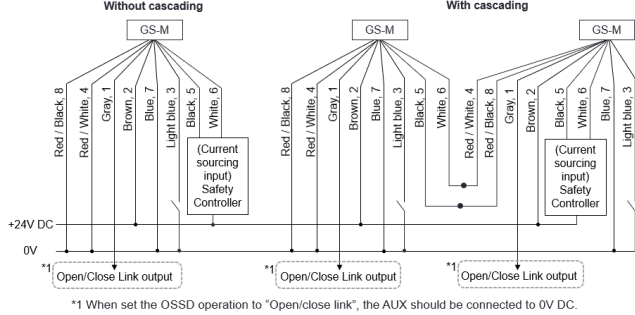 Without cascading
With cascading
GS-M
GS-M
GS-M
Red / Black, 8
Red / White, 4
Gray, 1
Brown, 2
Blue, 7
Light blue, 3
Black, 5
White, 6
Red / Black, 8
Red / White, 4
Gray, 1
Brown, 2
Blue, 7
Light blue, 3
Black, 5
White, 6
Red / White, 4
Red / Black, 8
Gray, 1
Brown, 2
Black, 5
White, 6
Blue, 7
Light blue, 3
(Current
sourcing
input)
Safety
Controller
(Current
sourcing
input)
Safety
Controller
+24V DC
0V
*1
Open/Close Link output
*1
Open/Close Link output
*1
Open/Close Link output
*1 When set the OSSD operation to "Open/close link", the AUX should be connected to 0V DC.